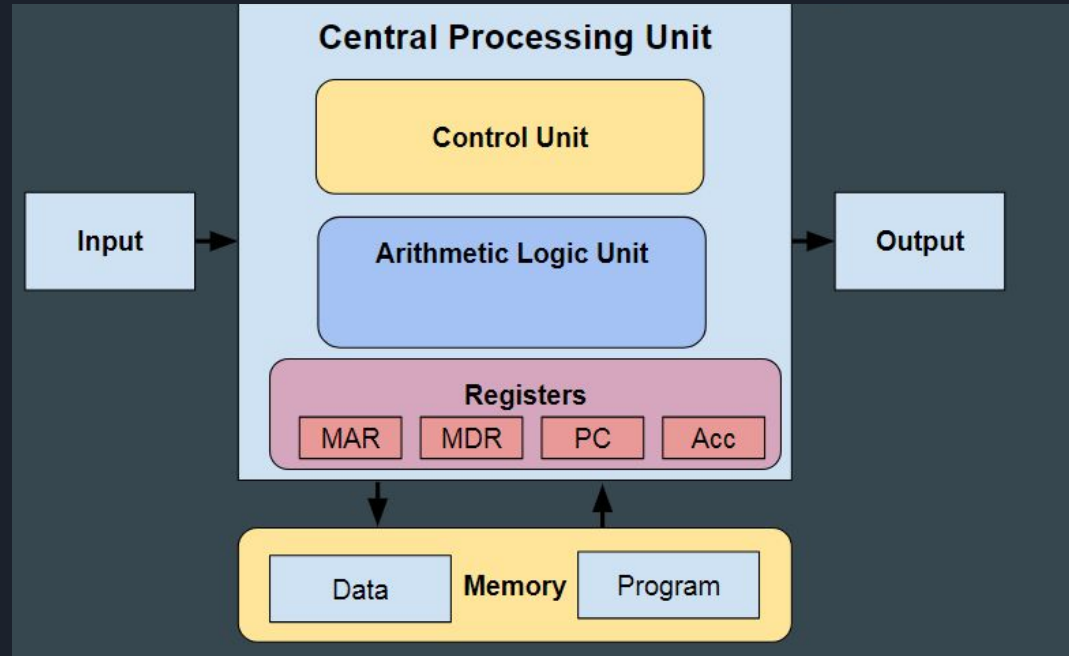 Central Processing Unit
Control Unit
Input
Arithmetic Logic Unit
Output
Registers
MAR MDR PC Acc
Data Memory Program